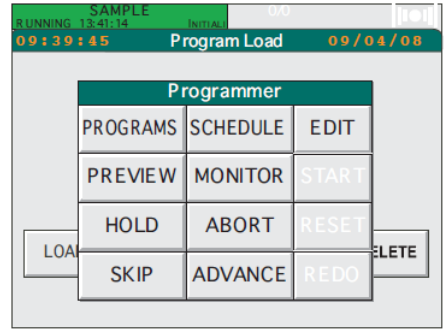 SAMPLE 0/0
RUNNING 13:41:14 INITIALI
09:39:45 Program Load 09/04/08
Programmer
PROGRAMS SCHEDULE EDIT
PREVIEW MONITOR START
HOLD ABORT RESET
LOA ELETE
SKIP ADVANCE REDO